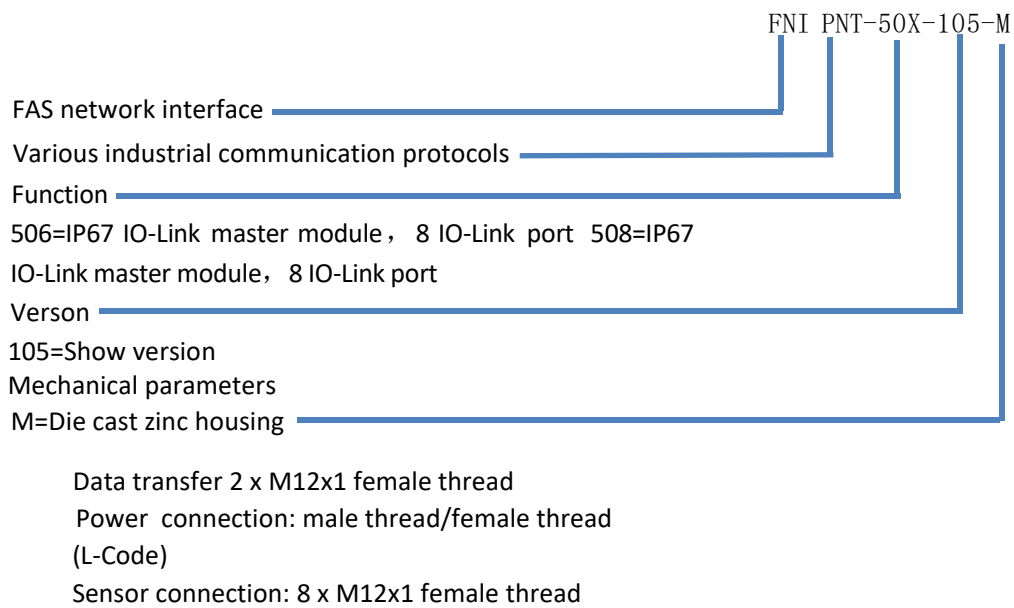 FNI PNT-50X-105-M
FAS network interface
Various industrial communication protocols
Function
506=IP67 IO-Link master module，8 IO-Link port 508=IP67
IO-Link master module，8 IO-Link port
Verson
105=Show version
Mechanical parameters
M=Die cast zinc housing
Data transfer 2 x M12x1 female thread
Power connection: male thread/female thread
(L-Code)
Sensor connection: 8 x M12x1 female thread